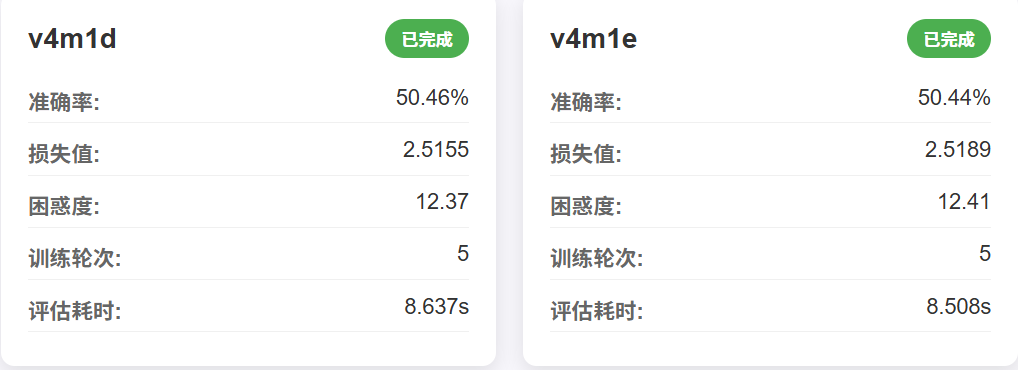 v4m1d
已完成
准确率:
50.46%
损失值:
2.5155
困惑度:
12.37
训练轮次:
5
评估耗时:
8.637s
v4m1e
已完成
准确率:
50.44%
损失值:
2.5189
困惑度:
12.41
训练轮次:
5
评估耗时:
8.508s